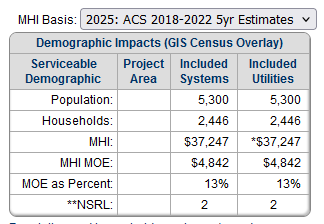 MHI Basis: 2025: ACS 2018-2022 5yr Estimates
Demographic Impacts (GIS Census Overlay)
Serviceable Demographic Project Area Included Systems Included Utilities
Population: 5,300 5,300
Households: 2,446 2,446
MHI: $37,247 *$37,247
MHI MOE: $4,842 $4,842
MOE as Percent: 13% 13%
**NSRL: 2 2